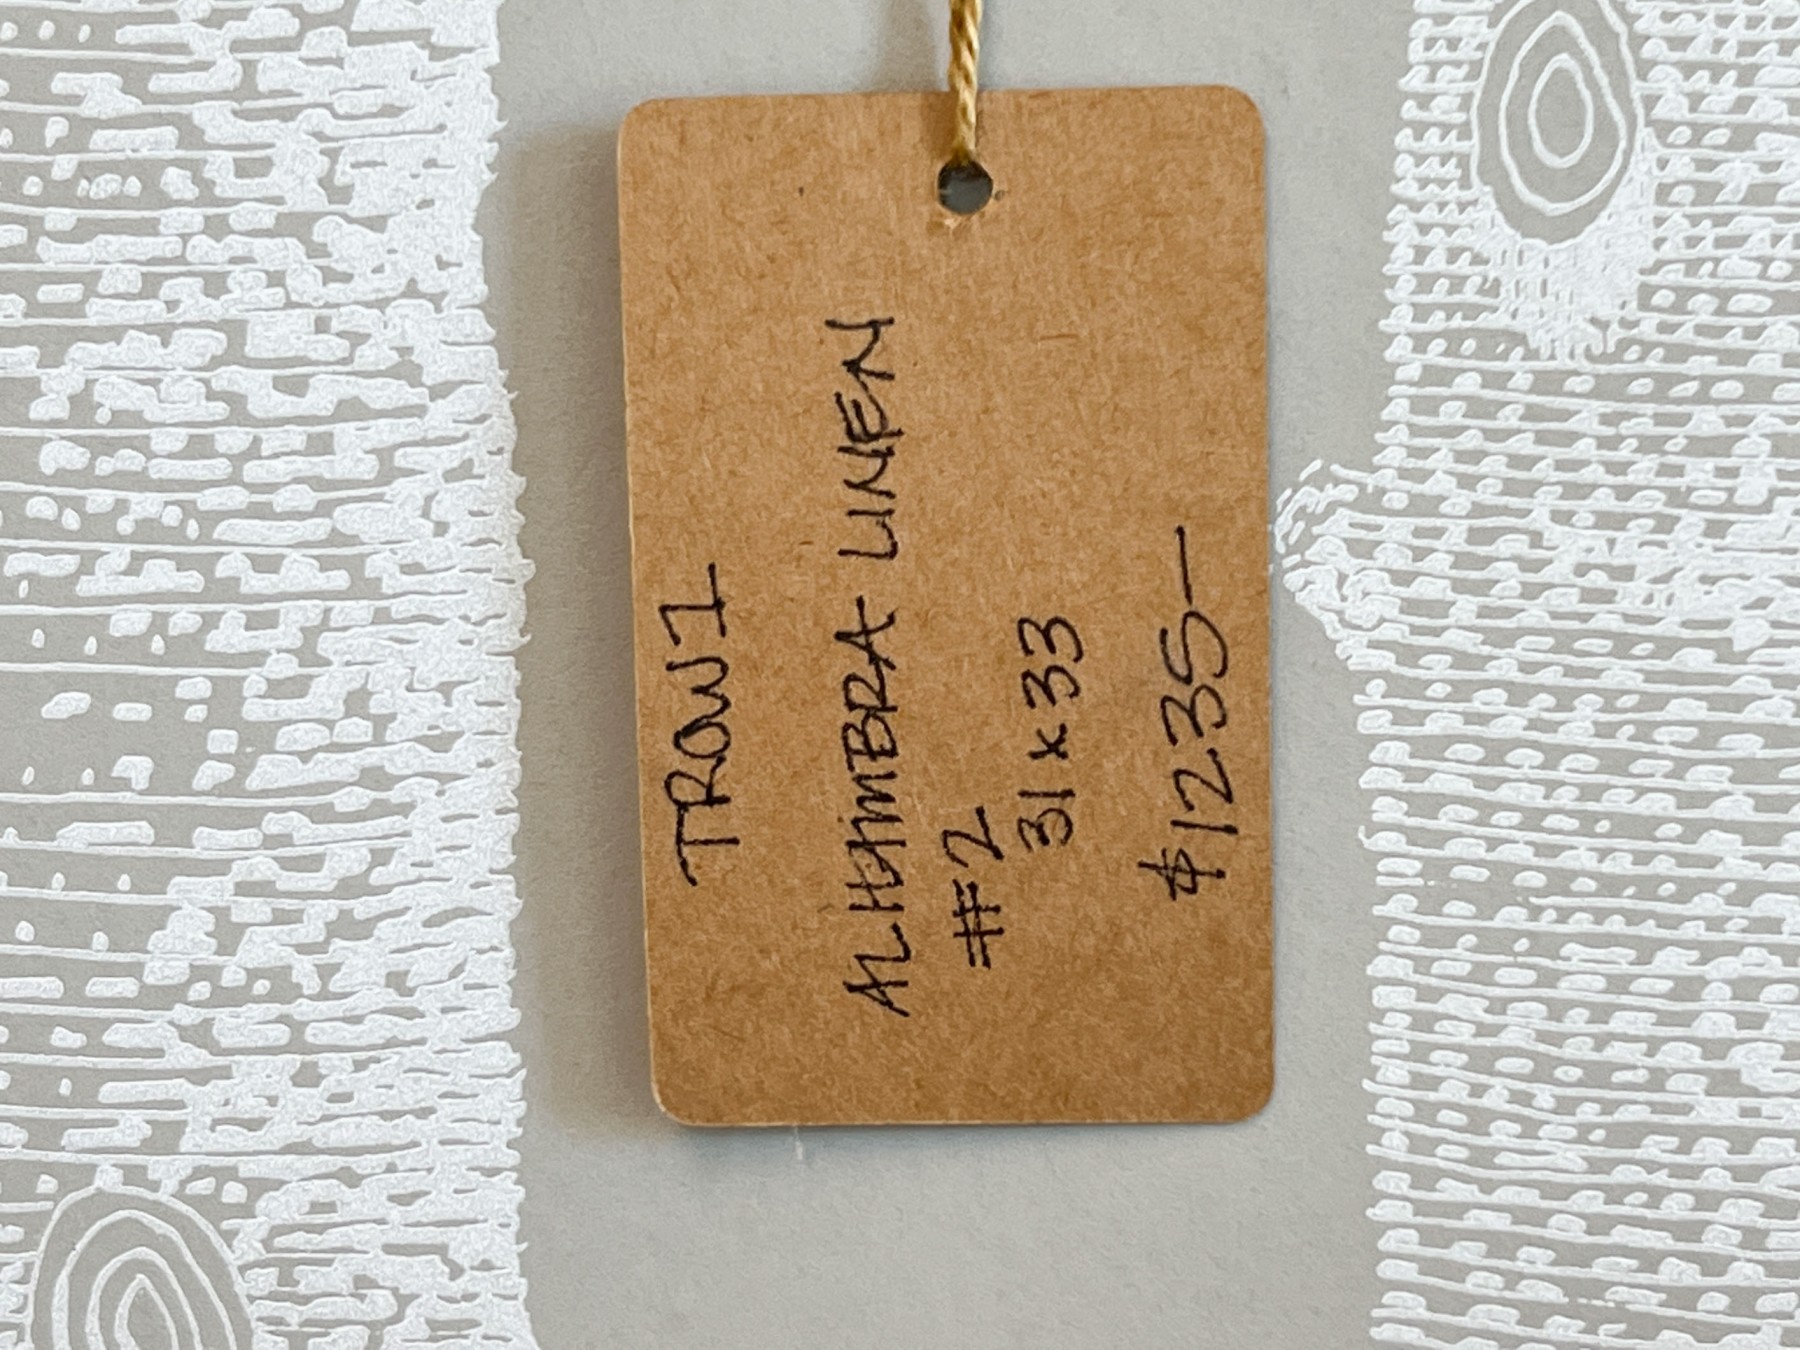 TROWI
ALHAMBRA LINEN
#2
31 x 33
$1235—